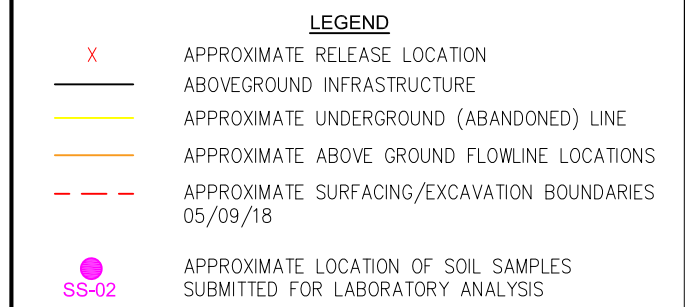 LEGEND
X APPROXIMATE RELEASE LOCATION
ABOVEGROUND INFRASTRUCTURE
APPROXIMATE UNDERGROUND (ABANDONED) LINE
APPROXIMATE ABOVE GROUND FLOWLINE LOCATIONS
APPROXIMATE SURFACING/EXCAVATION BOUNDARIES
05/09/18
APPROXIMATE LOCATION OF SOIL SAMPLES
SS-02 SUBMITTED FOR LABORATORY ANALYSIS